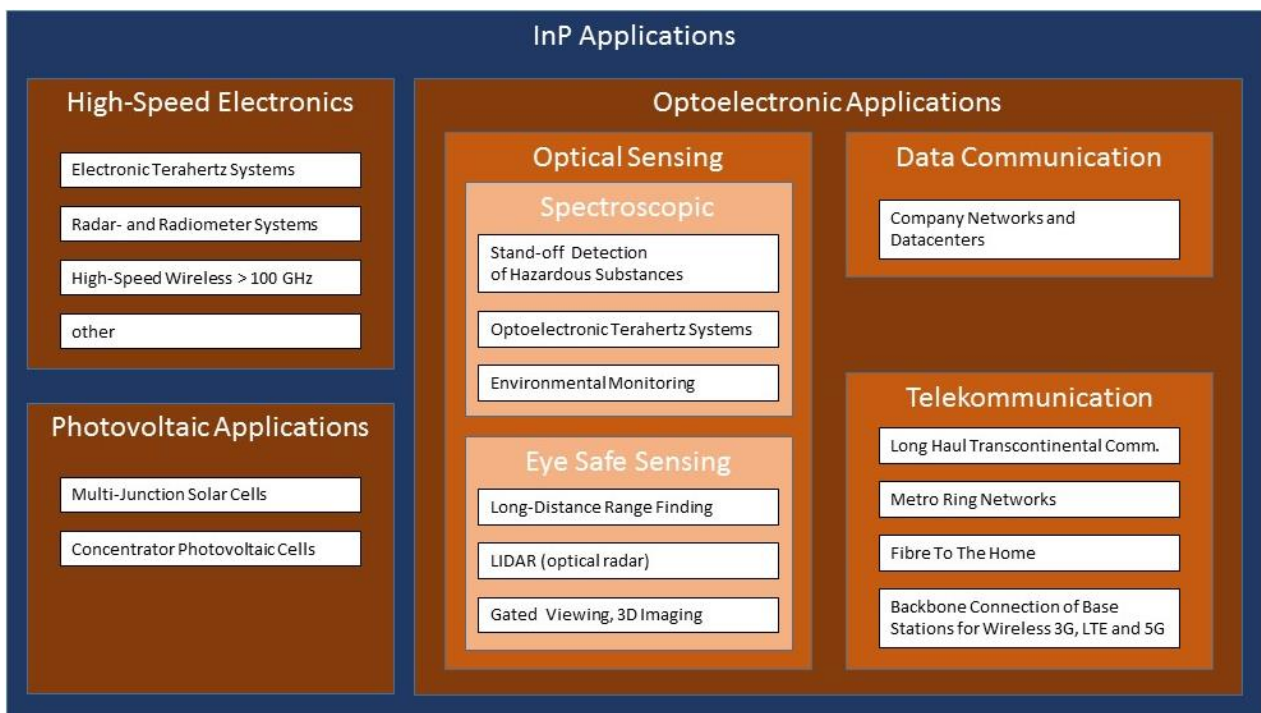 InP Applications
High-Speed Electronics
Electronic Terahertz Systems
Radar- and Radiometer Systems
High-Speed Wireless > 100 GHz
other
Photovoltaic Applications
Multi-Junction Solar Cells
Concentrator Photovoltaic Cells
Optoelectronic Applications
Optical Sensing
Spectroscopic
Stand-off Detection
of Hazardous Substances
Optoelectronic Terahertz Systems
Environmental Monitoring
Eye Safe Sensing
Long-Distance Range Finding
LIDAR (optical radar)
Gated Viewing, 3D Imaging
Data Communication
Company Networks and
Datacenters
Telekommunication
Long Haul Transcontinental Comm.
Metro Ring Networks
Fibre To The Home
Backbone Connection of Base
Stations for Wireless 3G, LTE and 5G